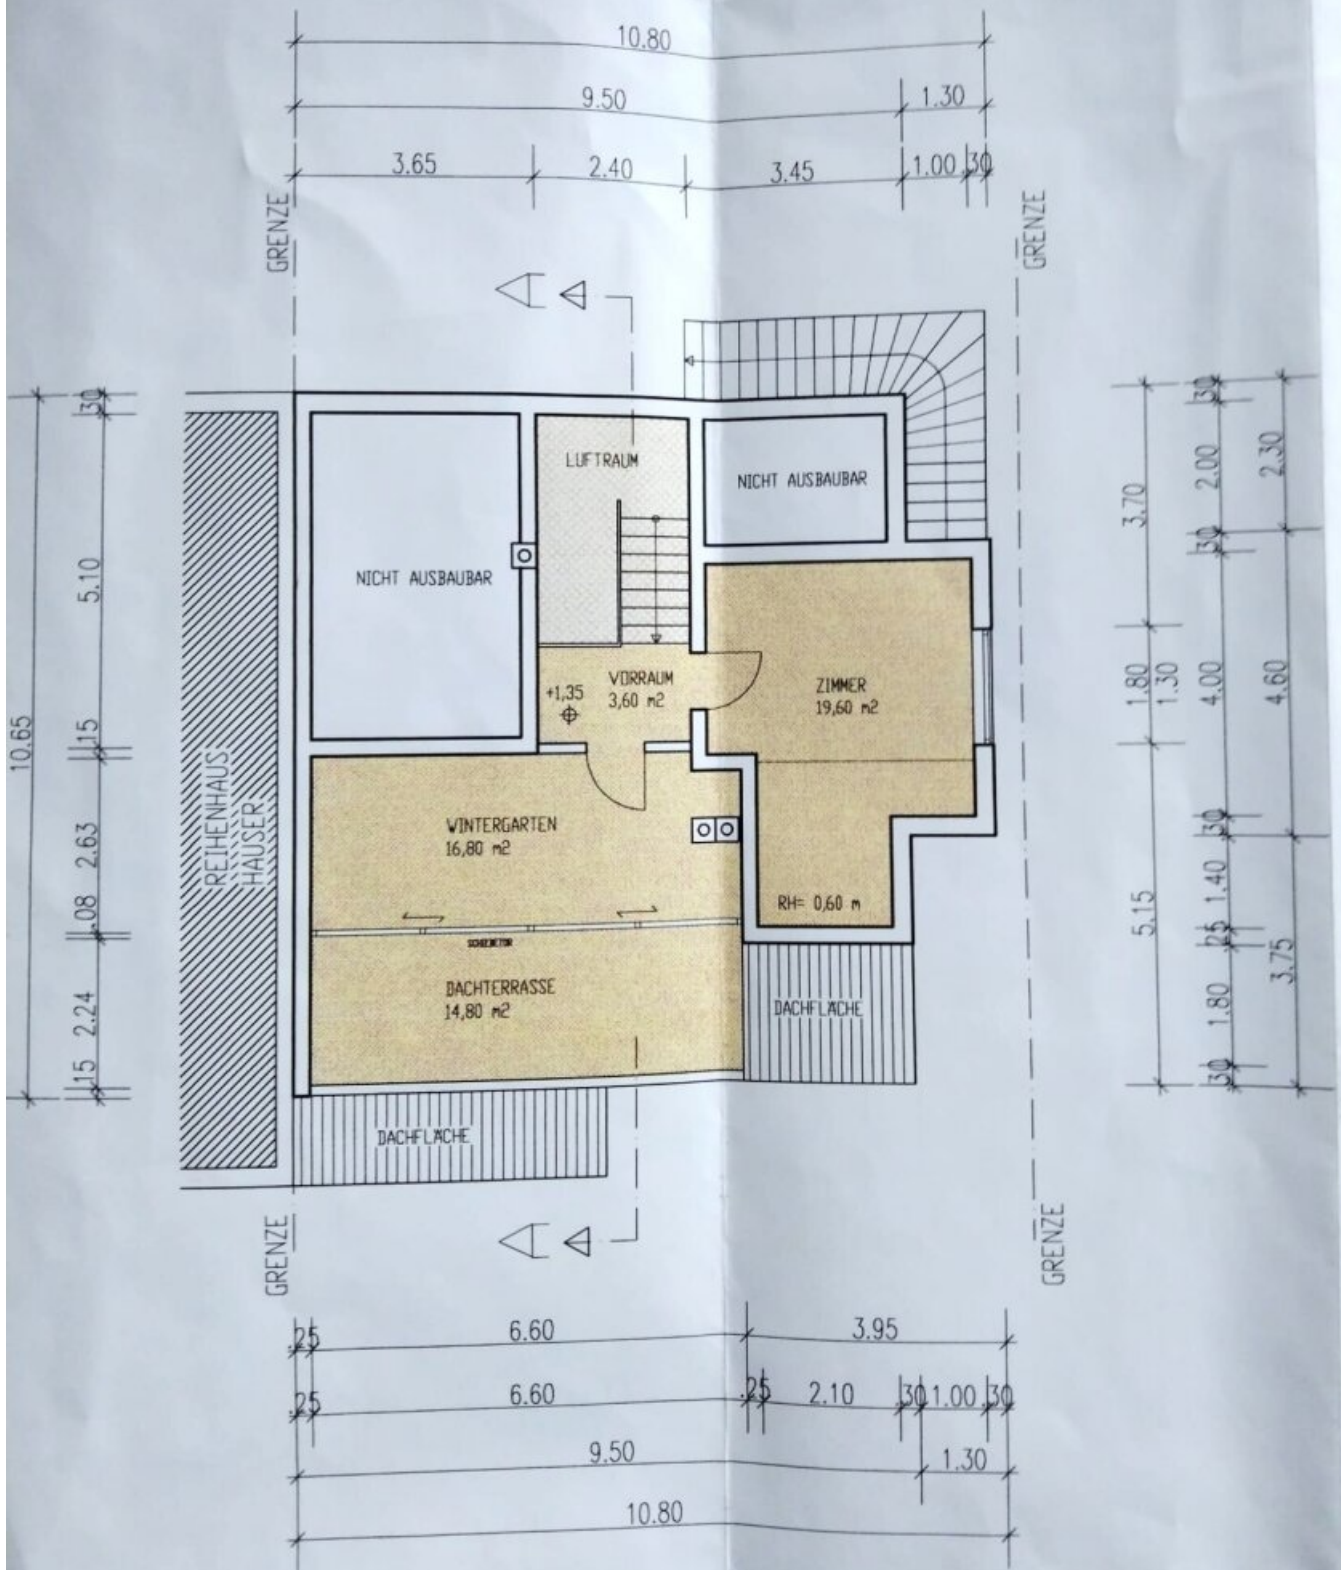 10.80
9.50
1.30
3.65
2.40
3.45
1.00
.30
GRENZE
GRENZE
.30
5.10
.15
2.63
.08
2.24
.15
10.65
REIHENHAUS
HÄUSER
LUFTRAUM
NICHT AUSBAUBAR
NICHT AUSBAUBAR
VORRAUM
3,60 m2
+1,35
ZIMMER
19,60 m2
WINTERGARTEN
16,80 m2
RH= 0,60 m
SCHIEBETOR
DACHTERRASSE
14,80 m2
DACHFLÄCHE
DACHFLÄCHE
3.70
1.80
1.30
5.15
30
2.00
30
4.00
30
1.40
25
1.80
30
2.30
4.60
3.75
GRENZE
GRENZE
.25
6.60
3.95
.25
6.60
.25
2.10
.30
1.00
.30
9.50
1.30
10.80